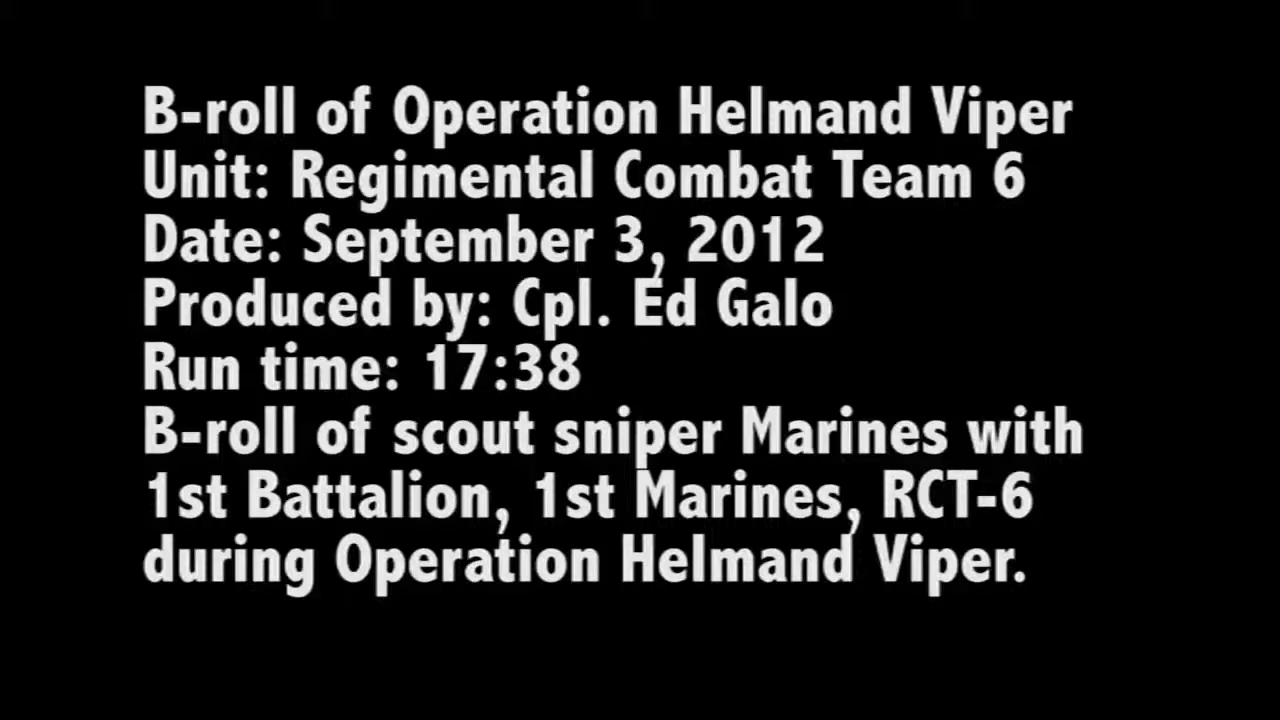 B-roll of Operation Helmand Viper
Unit: Regimental Combat Team 6
Date: September 3, 2012
Produced by: Cpl. Ed Galo
Run time: 17:38
B-roll of scout sniper Marines with
1st Battalion, 1st Marines, RCT-6
during Operation Helmand Viper.